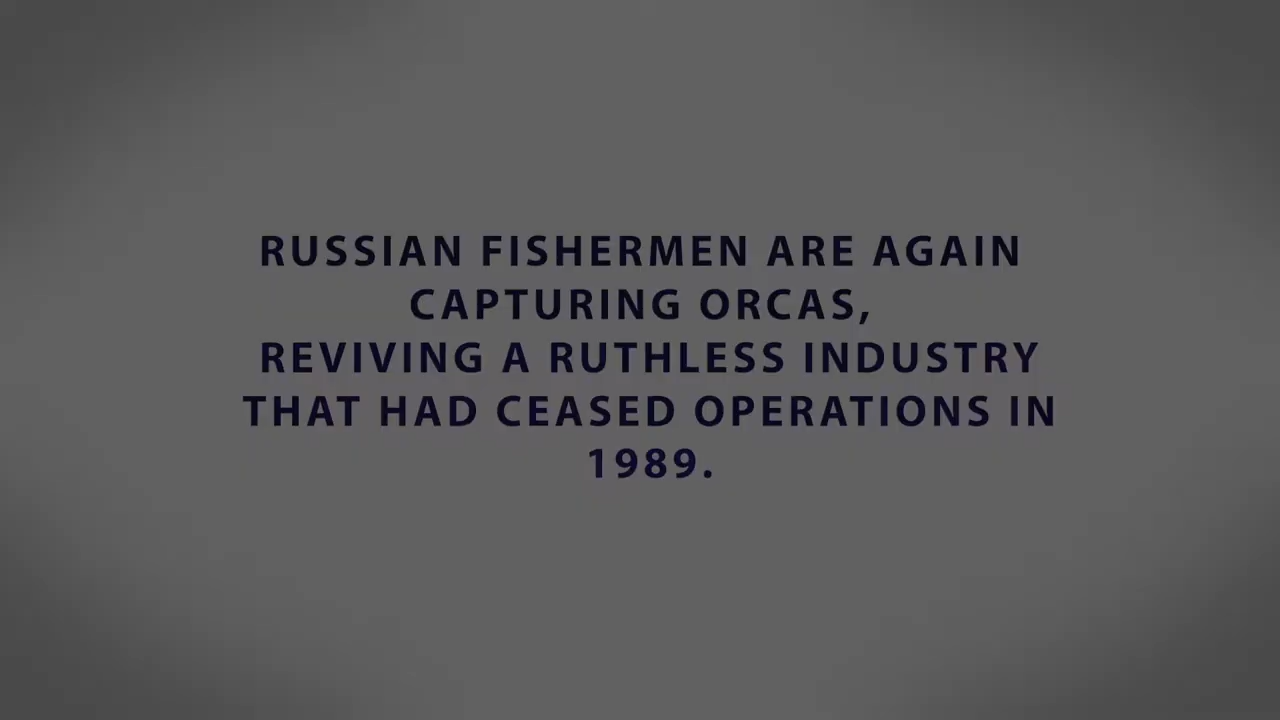 RUSSIAN FISHERMEN ARE AGAIN
CAPTURING ORCAS,
REVIVING A RUTHLESS INDUSTRY
THAT HAD CEASED OPERATIONS IN
1989.